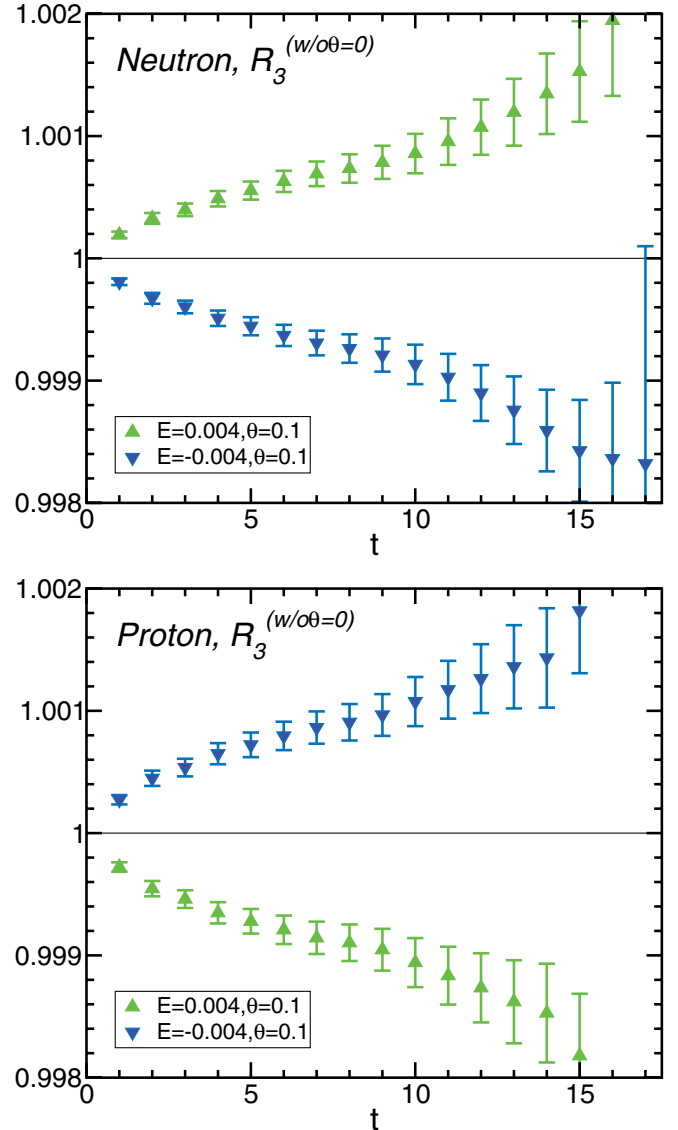 1.002
Neutron, R_3^(w/oθ=0)
1.001
1
0.999
E=0.004,θ=0.1
E=-0.004,θ=0.1
0.998
0 5 10 15
t
1.002
Proton, R_3^(w/oθ=0)
1.001
1
0.999
E=0.004,θ=0.1
E=-0.004,θ=0.1
0.998
0 5 10 15
t